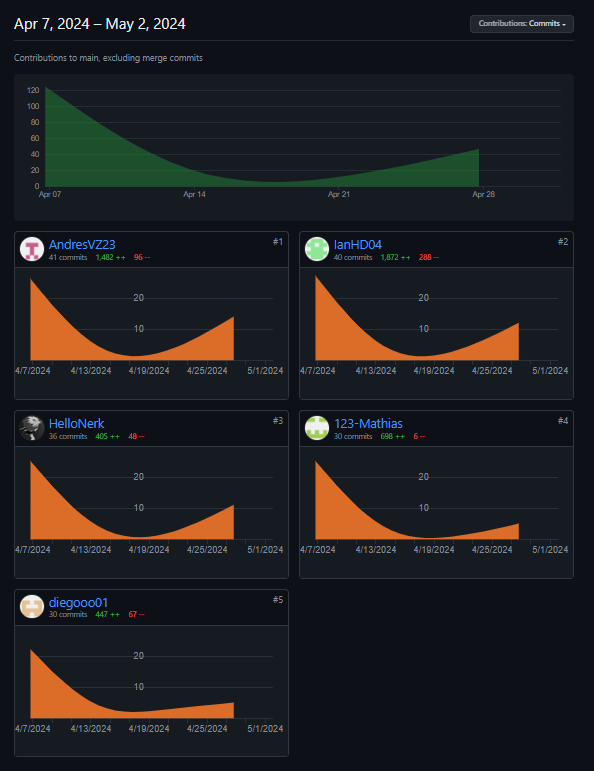 Apr 7, 2024 – May 2, 2024
Contributions: Commits
Contributions to main, excluding merge commits
120
100
80
60
40
20
0
Apr 07 Apr 14 Apr 21 Apr 28
AndresVZ23 #1
41 commits 1,482 ++ 96 --
20
10
4/7/2024 4/13/2024 4/19/2024 4/25/2024 5/1/2024
IanHD04 #2
40 commits 1,872 ++ 288 --
20
10
4/7/2024 4/13/2024 4/19/2024 4/25/2024 5/1/2024
HelloNerk #3
36 commits 405 ++ 48 --
20
10
4/7/2024 4/13/2024 4/19/2024 4/25/2024 5/1/2024
123-Mathias #4
30 commits 698 ++ 6 --
20
10
4/7/2024 4/13/2024 4/19/2024 4/25/2024 5/1/2024
diegooo01 #5
30 commits 447 ++ 67 --
20
10
4/7/2024 4/13/2024 4/19/2024 4/25/2024 5/1/2024